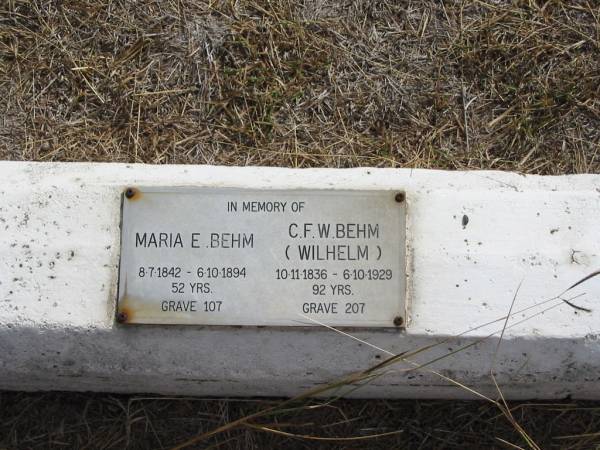 IN MEMORY OF
MARIA E. BEHM
8·7·1842 - 6·10·1894
52 YRS.
GRAVE 107
C.F.W. BEHM
( WILHELM )
10·11·1836 - 6·10·1929
92 YRS.
GRAVE 207